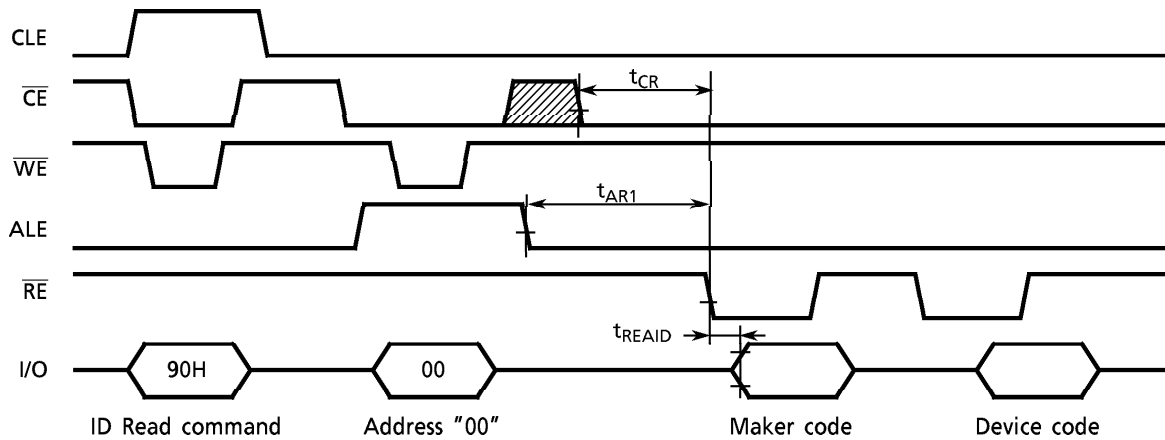 CLE
CE
tCR
WE
tAR1
ALE
RE
tREAID
I/O 90H 00
ID Read command Address "00" Maker code Device code